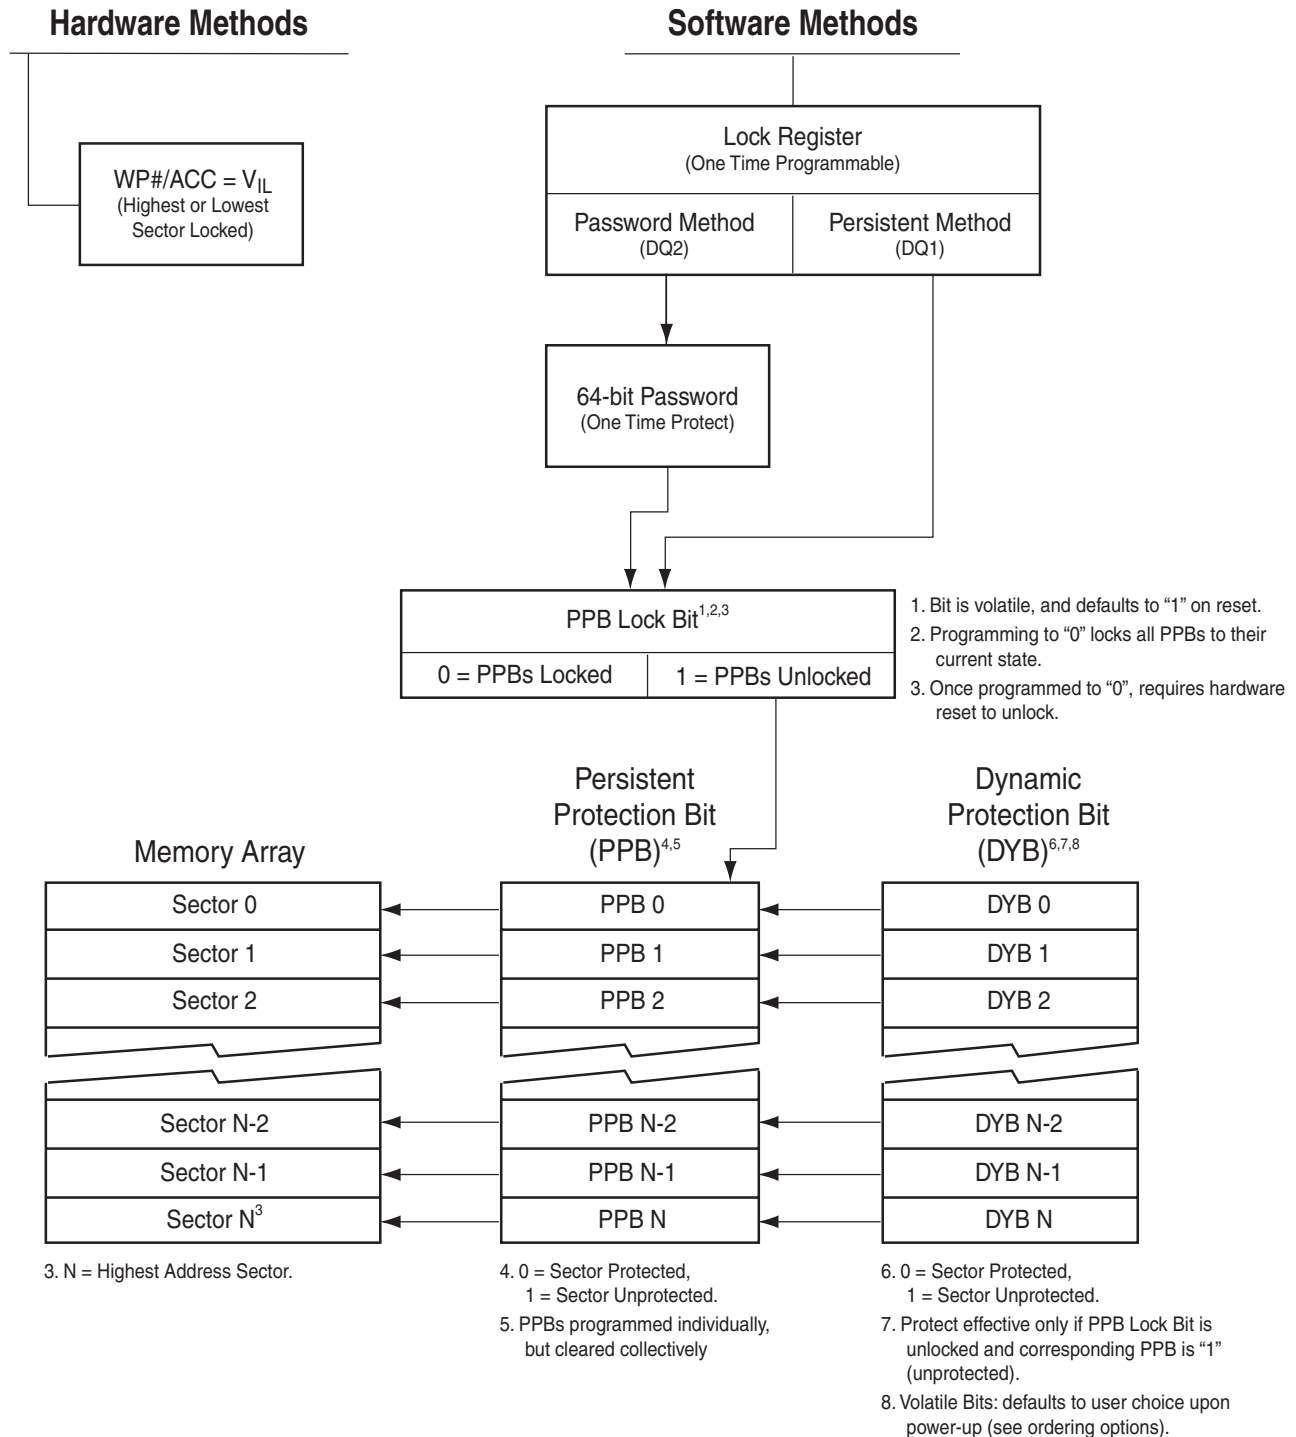 Hardware Methods
Software Methods
WP#/ACC = VIL
(Highest or Lowest
Sector Locked)
Lock Register
(One Time Programmable)
Password Method
(DQ2)
Persistent Method
(DQ1)
64-bit Password
(One Time Protect)
PPB Lock Bit1,2,3
0 = PPBs Locked
1 = PPBs Unlocked
1. Bit is volatile, and defaults to “1” on reset.
2. Programming to “0” locks all PPBs to their
current state.
3. Once programmed to “0”, requires hardware
reset to unlock.
Memory Array
Persistent
Protection Bit
(PPB)4,5
Dynamic
Protection Bit
(DYB)6,7,8
Sector 0
PPB 0
DYB 0
Sector 1
PPB 1
DYB 1
Sector 2
PPB 2
DYB 2
Sector N-2
PPB N-2
DYB N-2
Sector N-1
PPB N-1
DYB N-1
Sector N3
PPB N
DYB N
3. N = Highest Address Sector.
4. 0 = Sector Protected,
1 = Sector Unprotected.
5. PPBs programmed individually,
but cleared collectively
6. 0 = Sector Protected,
1 = Sector Unprotected.
7. Protect effective only if PPB Lock Bit is
unlocked and corresponding PPB is “1”
(unprotected).
8. Volatile Bits: defaults to user choice upon
power-up (see ordering options).